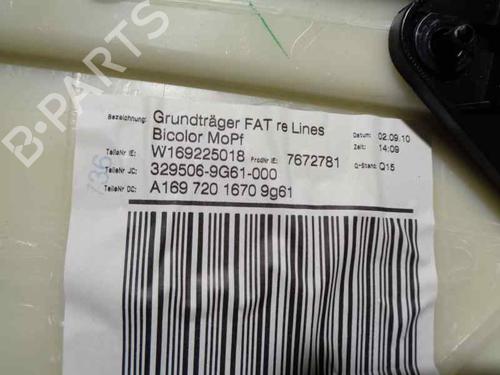 Bezeichnung: Grundträger FAT re Lines
Bicolor MoPf
Datum: 02.09.10
TeileNr IE: W169225018 ProdNr IE: 7672781
Zeit: 14:09
TeileNr JC: 329506-9G61-000
Q-Stand: Q15
TeileNr DC: A169 720 1670 9g61
736
B-PARTS